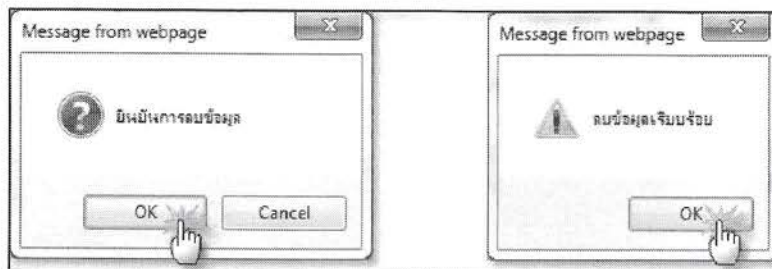 Message from webpage
ยืนยันการลบข้อมูล
OK
Cancel
Message from webpage
ลบข้อมูลเรียบร้อย
OK